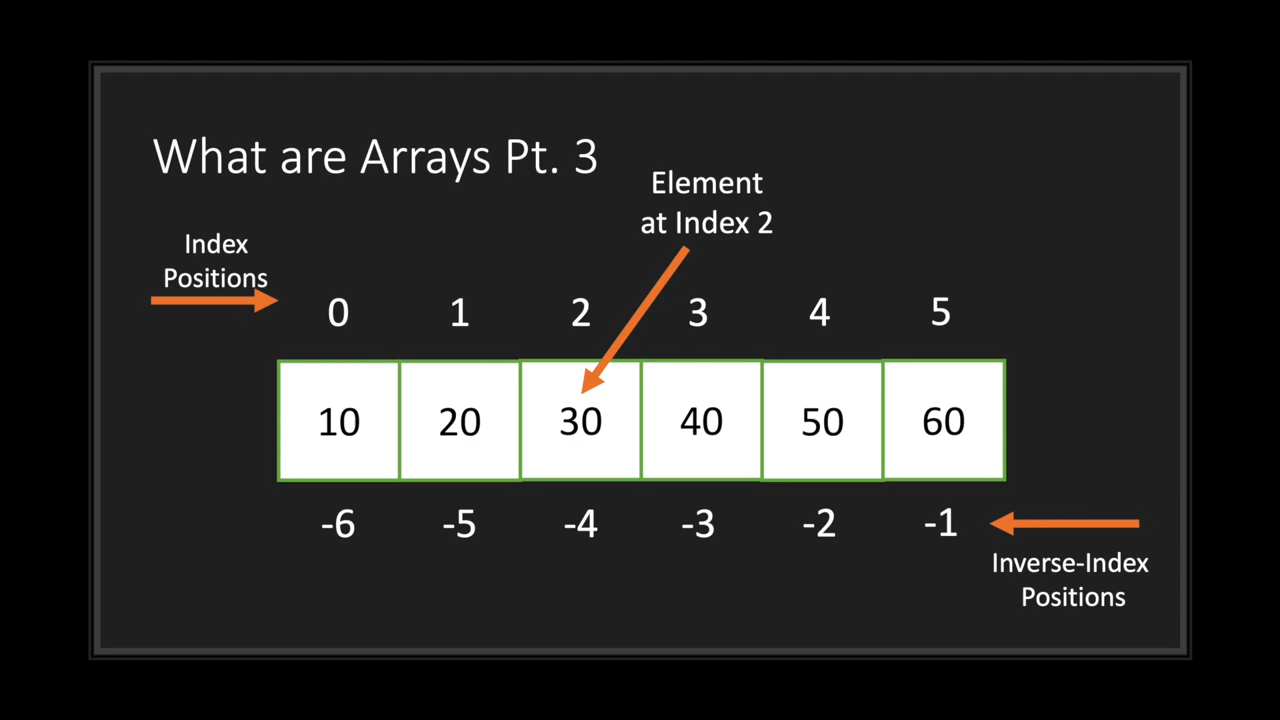 What are Arrays Pt. 3
Element
at Index 2
Index
Positions
0 1 2 3 4 5
10 20 30 40 50 60
-6 -5 -4 -3 -2 -1
Inverse-Index
Positions